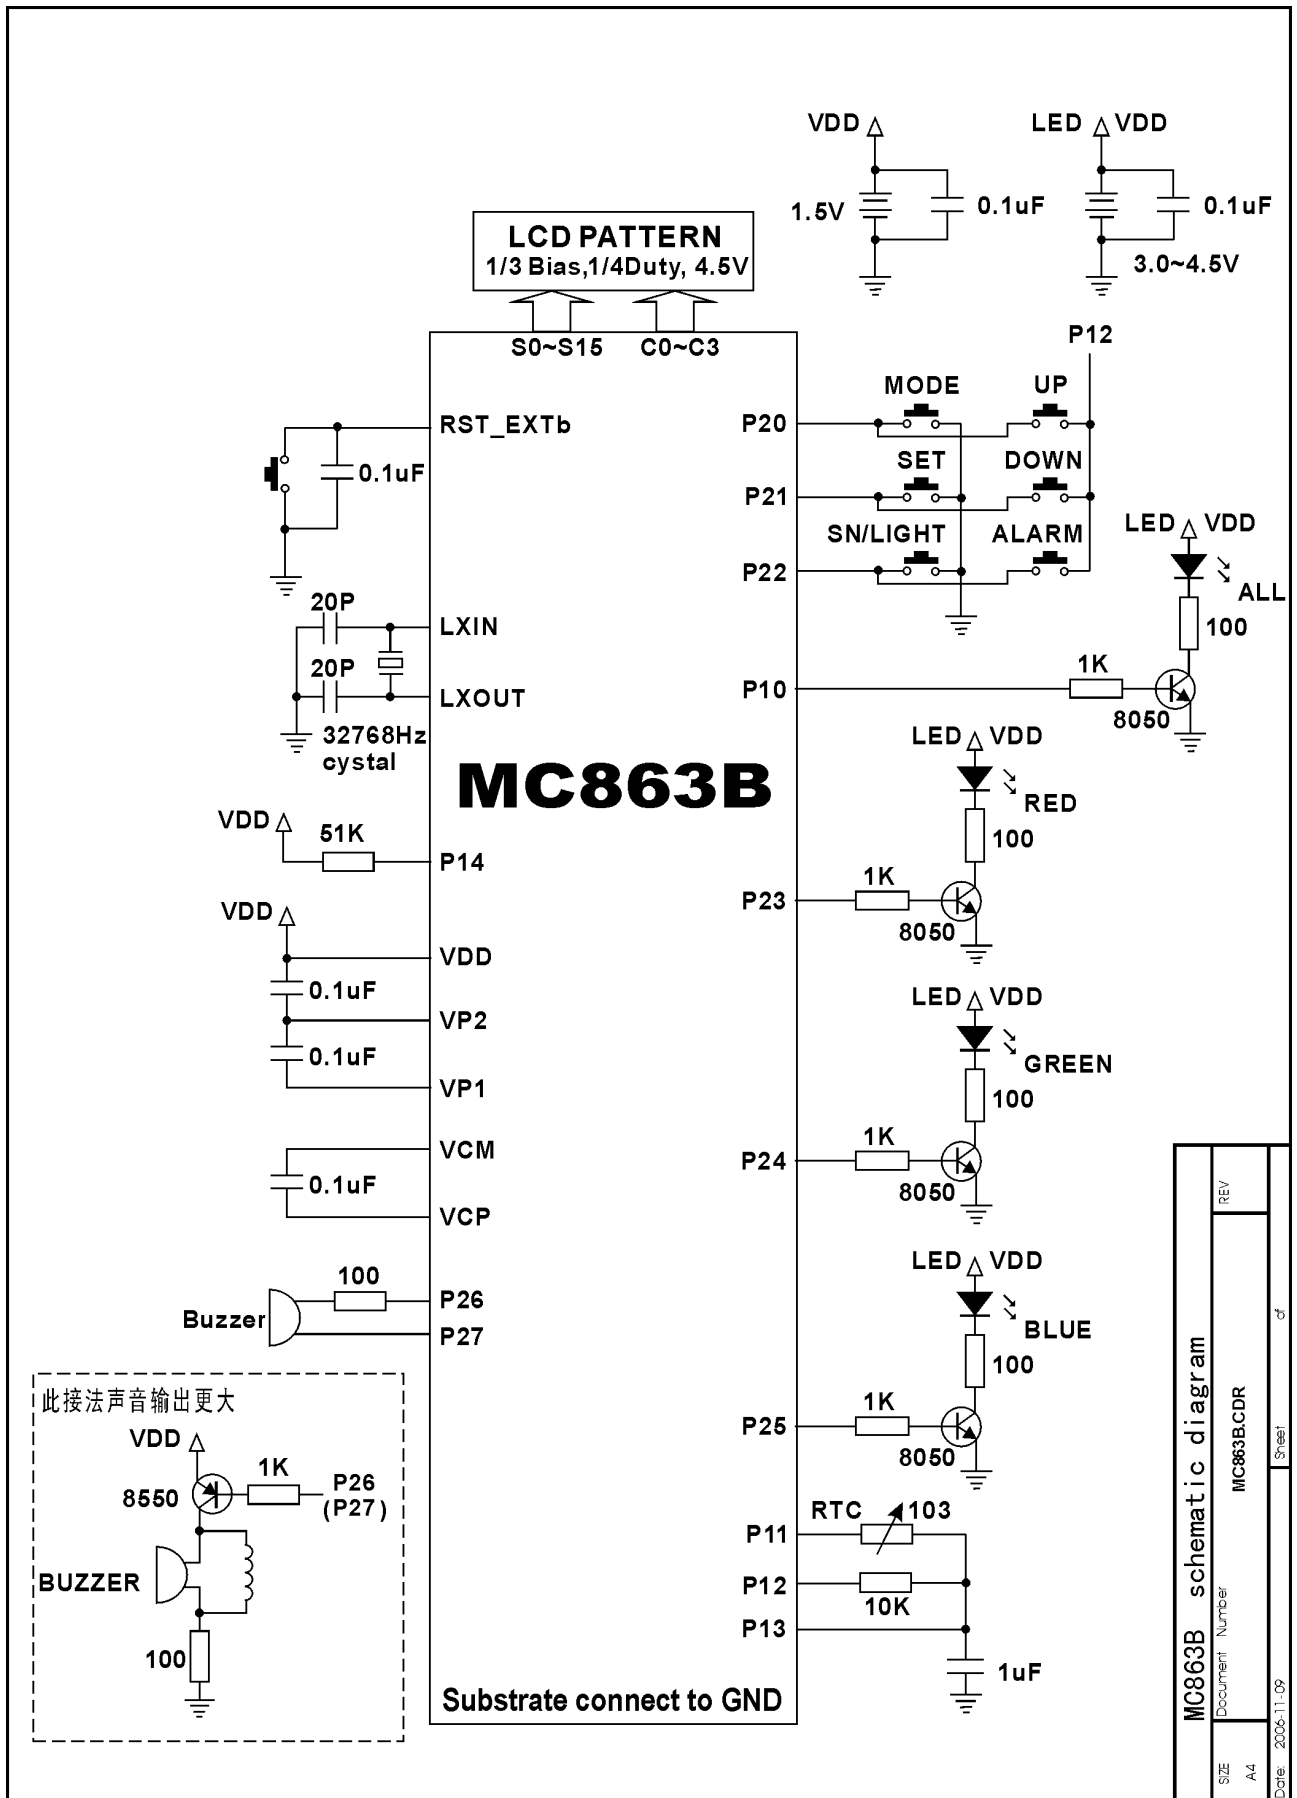 VDD
LED VDD
1.5V
0.1uF
0.1uF
3.0~4.5V
LCD PATTERN
1/3 Bias,1/4Duty, 4.5V
S0~S15
C0~C3
P12
MODE
UP
RST_EXTb
P20
0.1uF
SET
DOWN
P21
SN/LIGHT
ALARM
LED VDD
P22
ALL
20P
100
LXIN
20P
1K
LXOUT
P10
8050
32768Hz
cystal
LED VDD
MC863B
RED
VDD
51K
100
P14
1K
P23
VDD
8050
VDD
0.1uF
LED VDD
VP2
0.1uF
GREEN
VP1
100
1K
VCM
P24
0.1uF
8050
VCP
LED VDD
100
P26
Buzzer
P27
BLUE
100
此接法声音输出更大
1K
VDD
P25
8050
1K
P26
8550
(P27)
RTC
103
P11
BUZZER
P12
10K
P13
100
1uF
Substrate connect to GND
MC863B schematic diagram
SIZE
A4
Document Number
MC863B.CDR
REV
Date: 2006-11-09
Sheet of